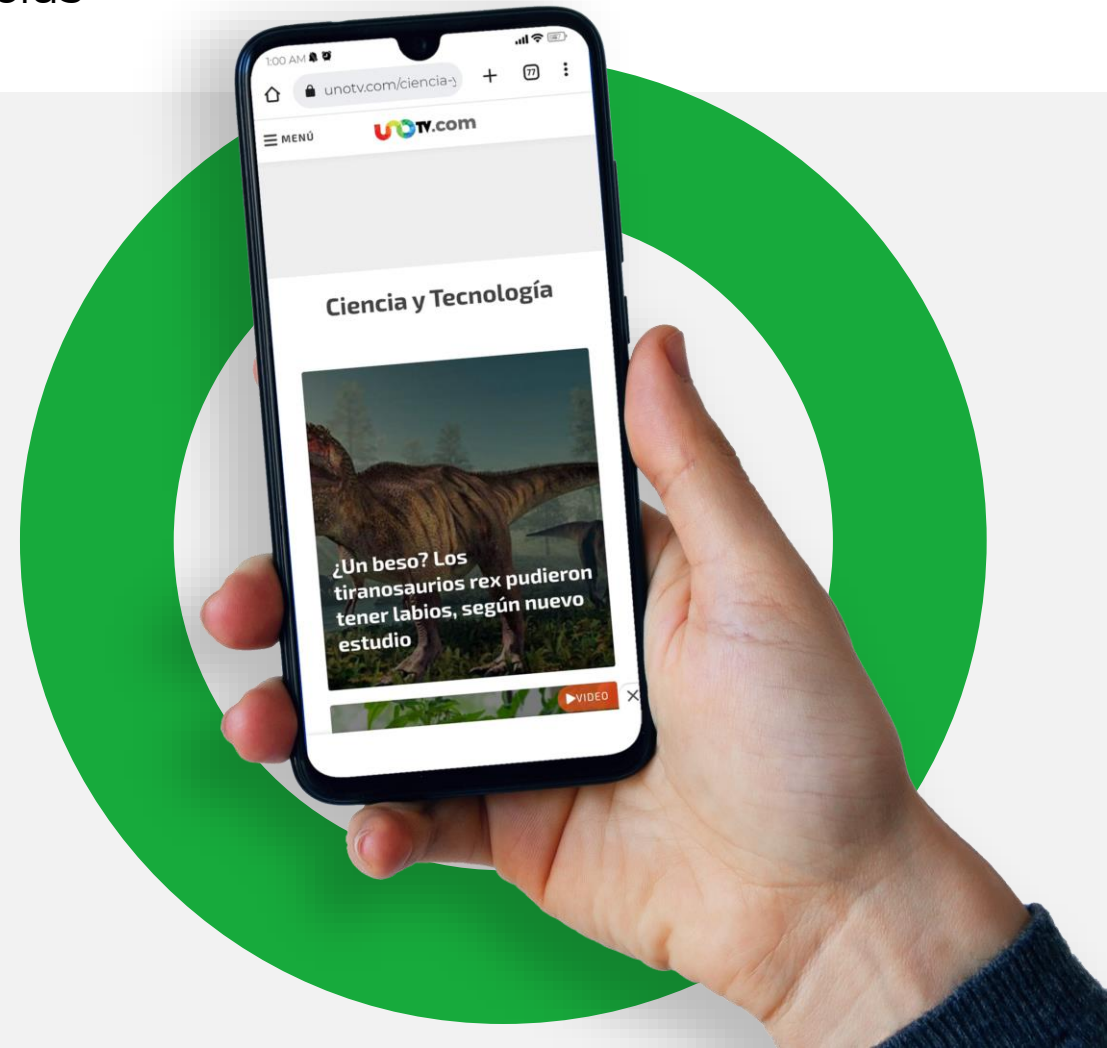 1:00 AM
unotv.com/ciencia-y
77
MENÚ
UNOTV.com
Ciencia y Tecnología
¿Un beso? Los
tiranosaurios rex pudieron
tener labios, según nuevo
estudio
VIDEO